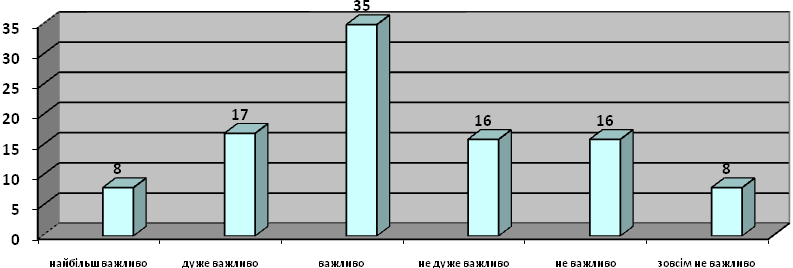 35
35
30
25
20
17
16
16
15
10
8
8
5
0
найбільш важливо
дуже важливо
важливо
не дуже важливо
не важливо
зовсім не важливо